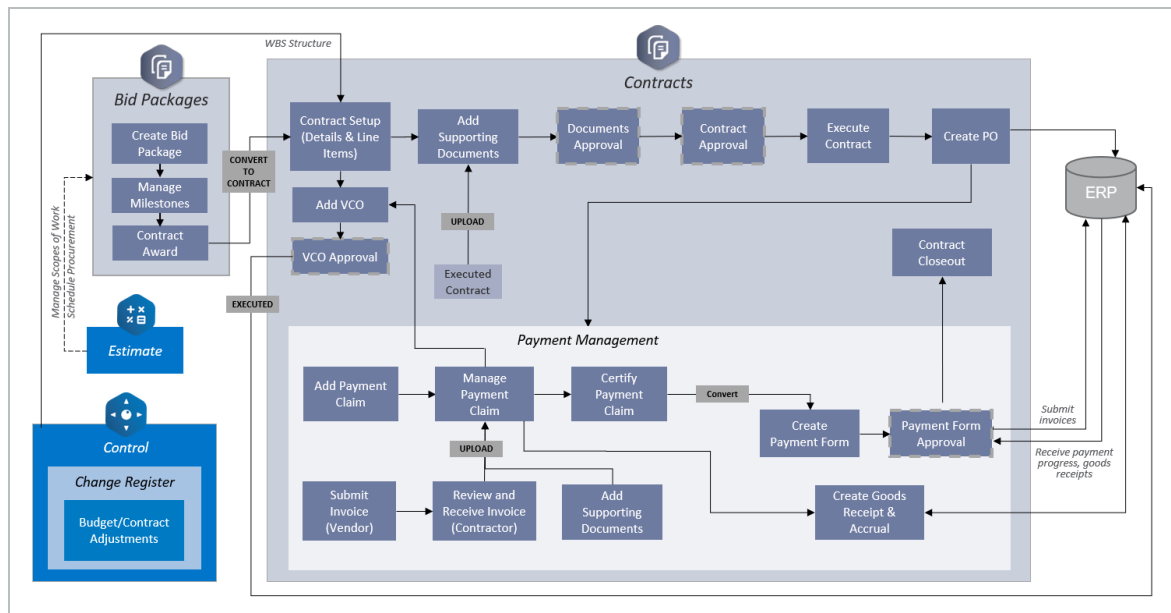 WBS Structure
Contracts
Bid Packages
Create Bid
Package
Manage
Milestones
Contract
Award
CONVERT
TO
CONTRACT
Contract Setup
(Details & Line
Items)
Add
Supporting
Documents
Documents
Approval
Contract
Approval
Execute
Contract
Create PO
ERP
Add VCO
VCO Approval
UPLOAD
Executed
Contract
Contract
Closeout
Manage Scopes of Work
Schedule Procurement
EXECUTED
Estimate
Payment Management
Add Payment
Claim
Manage
Payment
Claim
Certify
Payment
Claim
Convert
Create
Payment Form
Payment Form
Approval
Submit
invoices
Receive payment
progress, goods
receipts
UPLOAD
Submit
Invoice
(Vendor)
Review and
Receive Invoice
(Contractor)
Add
Supporting
Documents
Create Goods
Receipt &
Accrual
Control
Change Register
Budget/Contract
Adjustments